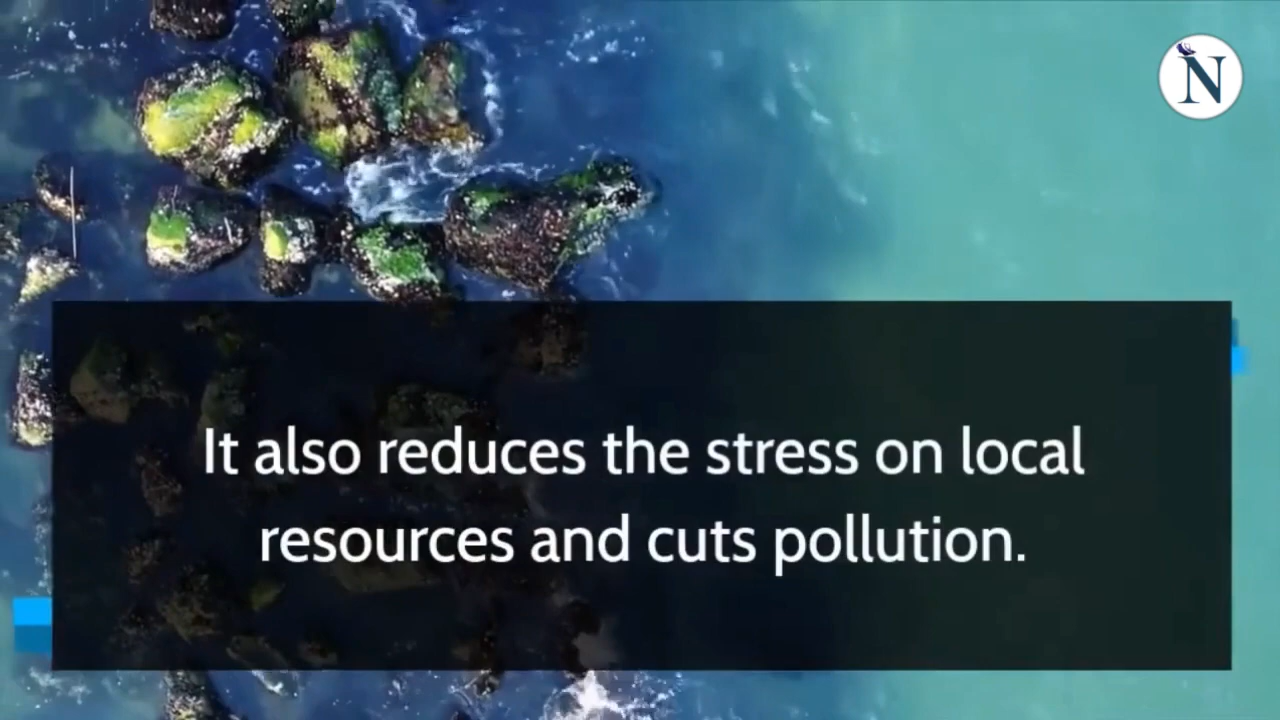 N
It also reduces the stress on local
resources and cuts pollution.